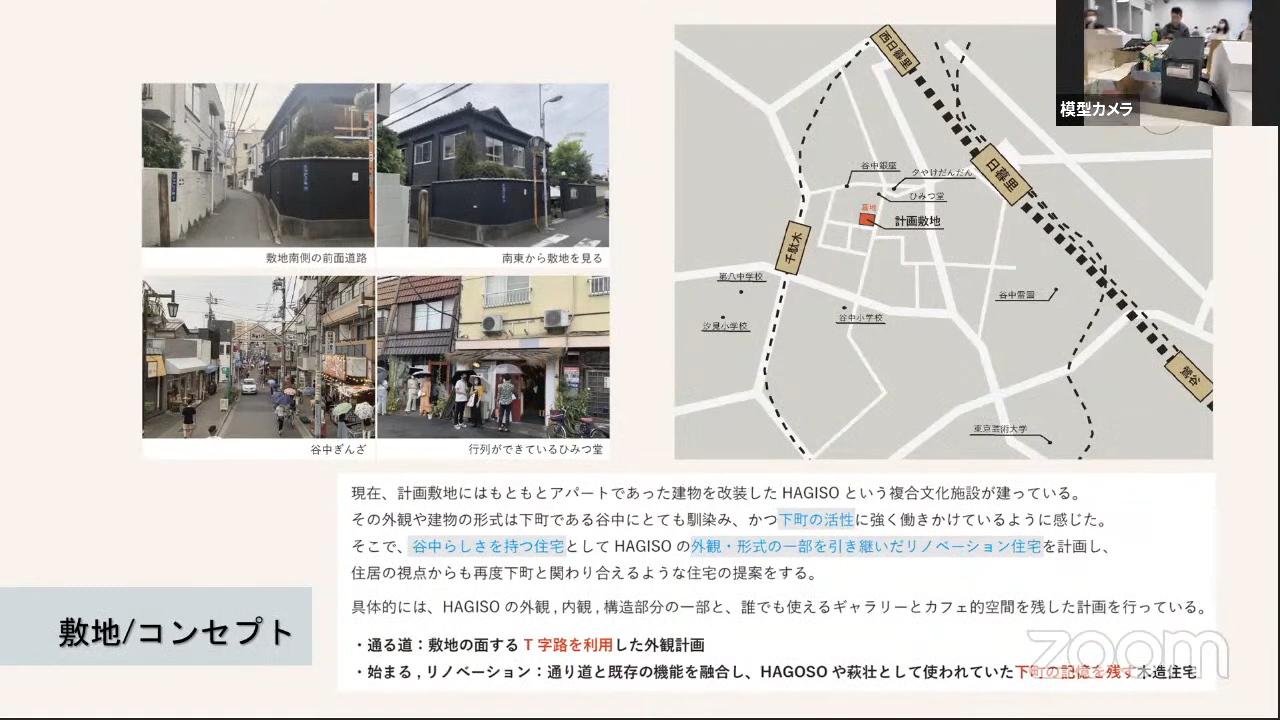 模型カメラ
敷地南側の前面道路
南東から敷地を見る
谷中ぎんざ
行列ができているひみつ堂
西日暮里
日暮里
千駄木
鶯谷
谷中銀座
夕やけだんだん
ひみつ堂
墓地
計画敷地
第八中学校
汐見小学校
谷中小学校
谷中霊園
東京芸術大学
現在、計画敷地にはもともとアパートであった建物を改装した HAGISO という複合文化施設が建っている。
その外観や建物の形式は下町である谷中にとても馴染み、かつ下町の活性に強く働きかけているように感じた。
そこで、谷中らしさを持つ住宅として HAGISO の外観・形式の一部を引き継いだリノベーション住宅を計画し、
住居の視点からも再度下町と関わり合えるような住宅の提案をする。
具体的には、HAGISO の外観 , 内観 , 構造部分の一部と、誰でも使えるギャラリーとカフェ的空間を残した計画を行っている。
・通る道：敷地の面する T 字路を利用した外観計画
・始まる , リノベーション：通り道と既存の機能を融合し、HAGOSO や萩荘として使われていた下町の記憶を残す木造住宅
敷地/コンセプト
zoom